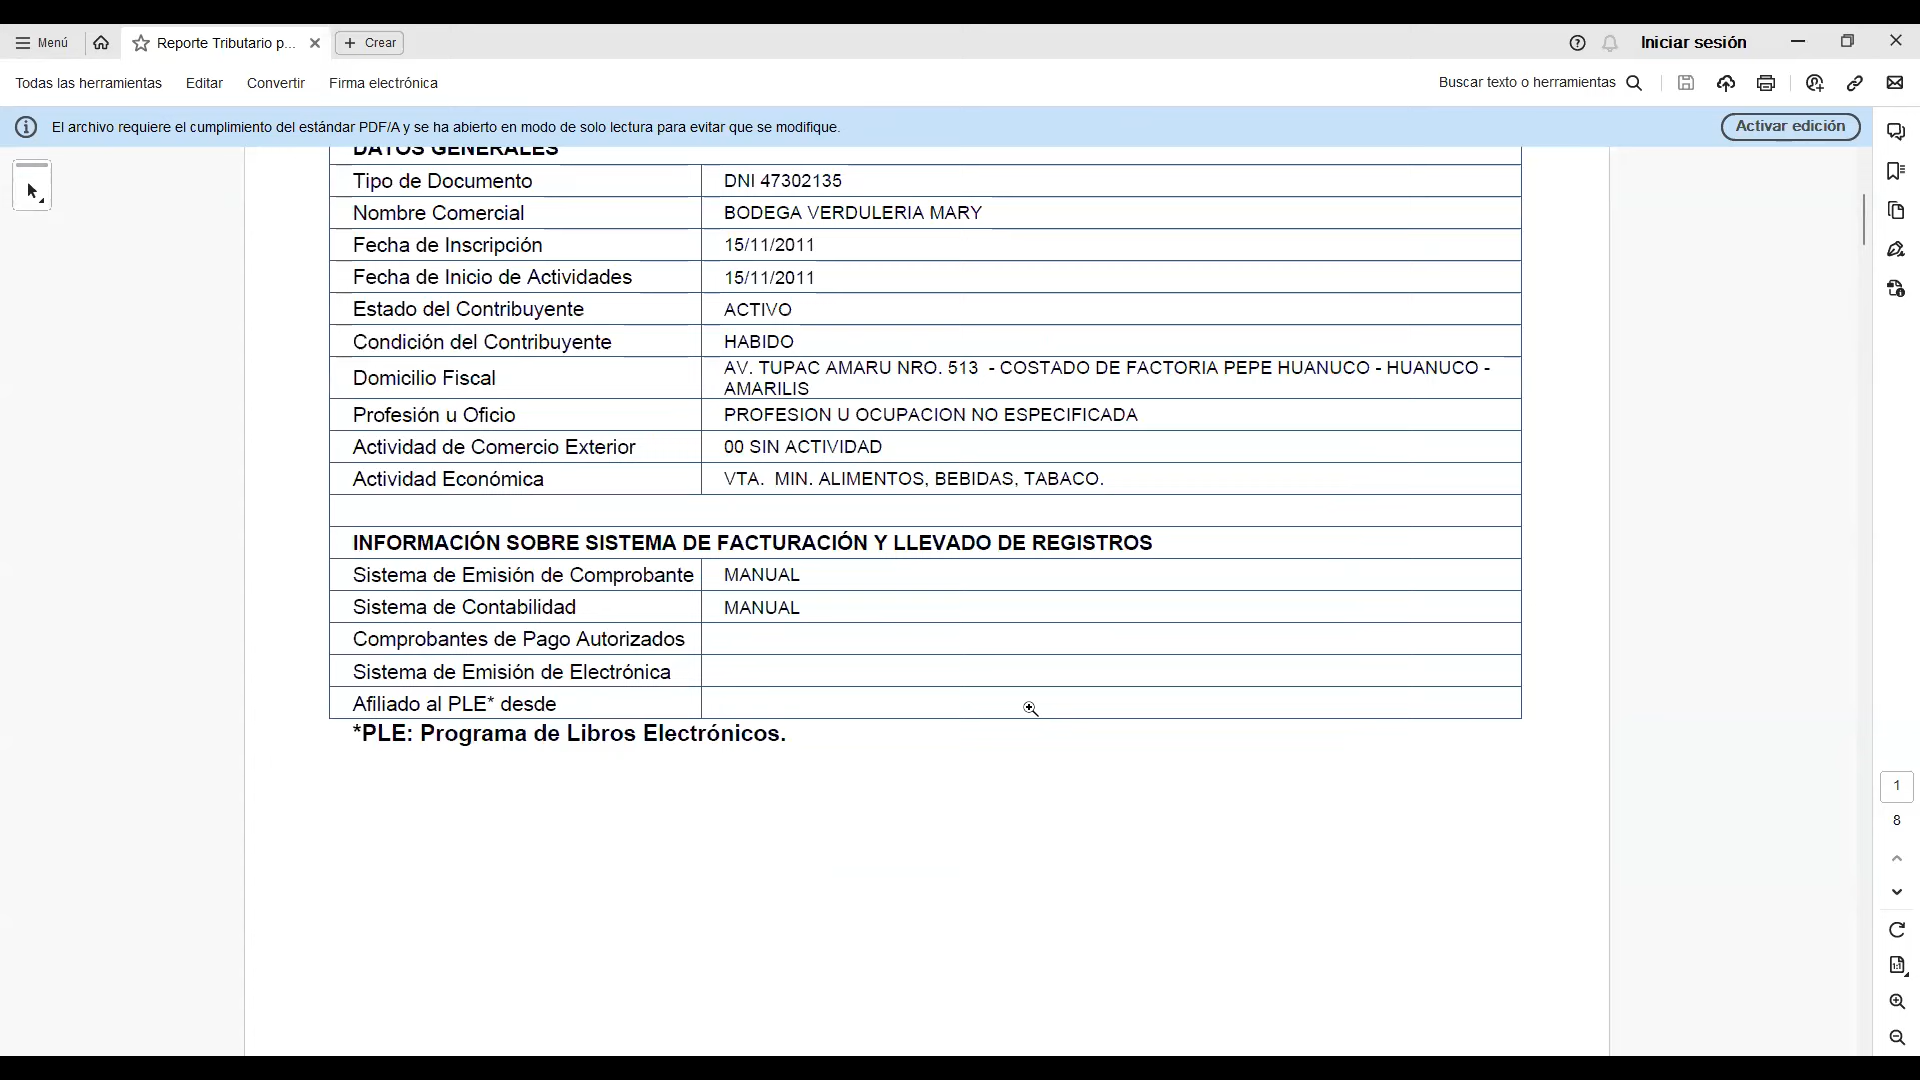 Menú
Reporte Tributario p...
Crear
Iniciar sesión
Todas las herramientas
Editar
Convertir
Firma electrónica
Buscar texto o herramientas
El archivo requiere el cumplimiento del estándar PDF/A y se ha abierto en modo de solo lectura para evitar que se modifique.
Activar edición
DATOS GENERALES
Tipo de Documento DNI 47302135
Nombre Comercial BODEGA VERDULERIA MARY
Fecha de Inscripción 15/11/2011
Fecha de Inicio de Actividades 15/11/2011
Estado del Contribuyente ACTIVO
Condición del Contribuyente HABIDO
Domicilio Fiscal AV. TUPAC AMARU NRO. 513 - COSTADO DE FACTORIA PEPE HUANUCO - HUANUCO -
AMARILIS
Profesión u Oficio PROFESION U OCUPACION NO ESPECIFICADA
Actividad de Comercio Exterior 00 SIN ACTIVIDAD
Actividad Económica VTA. MIN. ALIMENTOS, BEBIDAS, TABACO.
INFORMACIÓN SOBRE SISTEMA DE FACTURACIÓN Y LLEVADO DE REGISTROS
Sistema de Emisión de Comprobante MANUAL
Sistema de Contabilidad MANUAL
Comprobantes de Pago Autorizados
Sistema de Emisión de Electrónica
Afiliado al PLE* desde
*PLE: Programa de Libros Electrónicos.
1
8